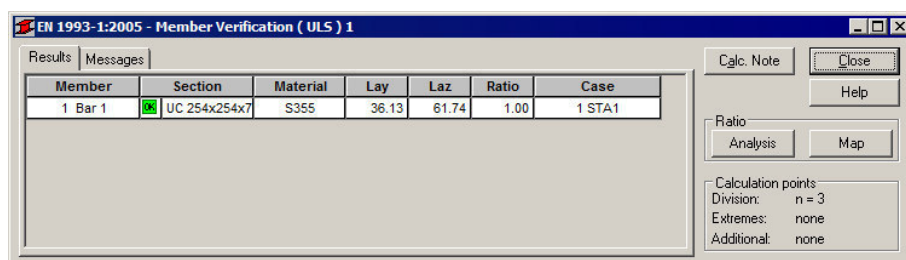 EN 1993-1:2005 - Member Verification ( ULS ) 1
Results Messages
Calc. Note Close
Help
Member Section Material Lay Laz Ratio Case
1 Bar 1 OK UC 254x254x7 S355 36.13 61.74 1.00 1 STA1
Ratio
Analysis Map
Calculation points
Division: n = 3
Extremes: none
Additional: none